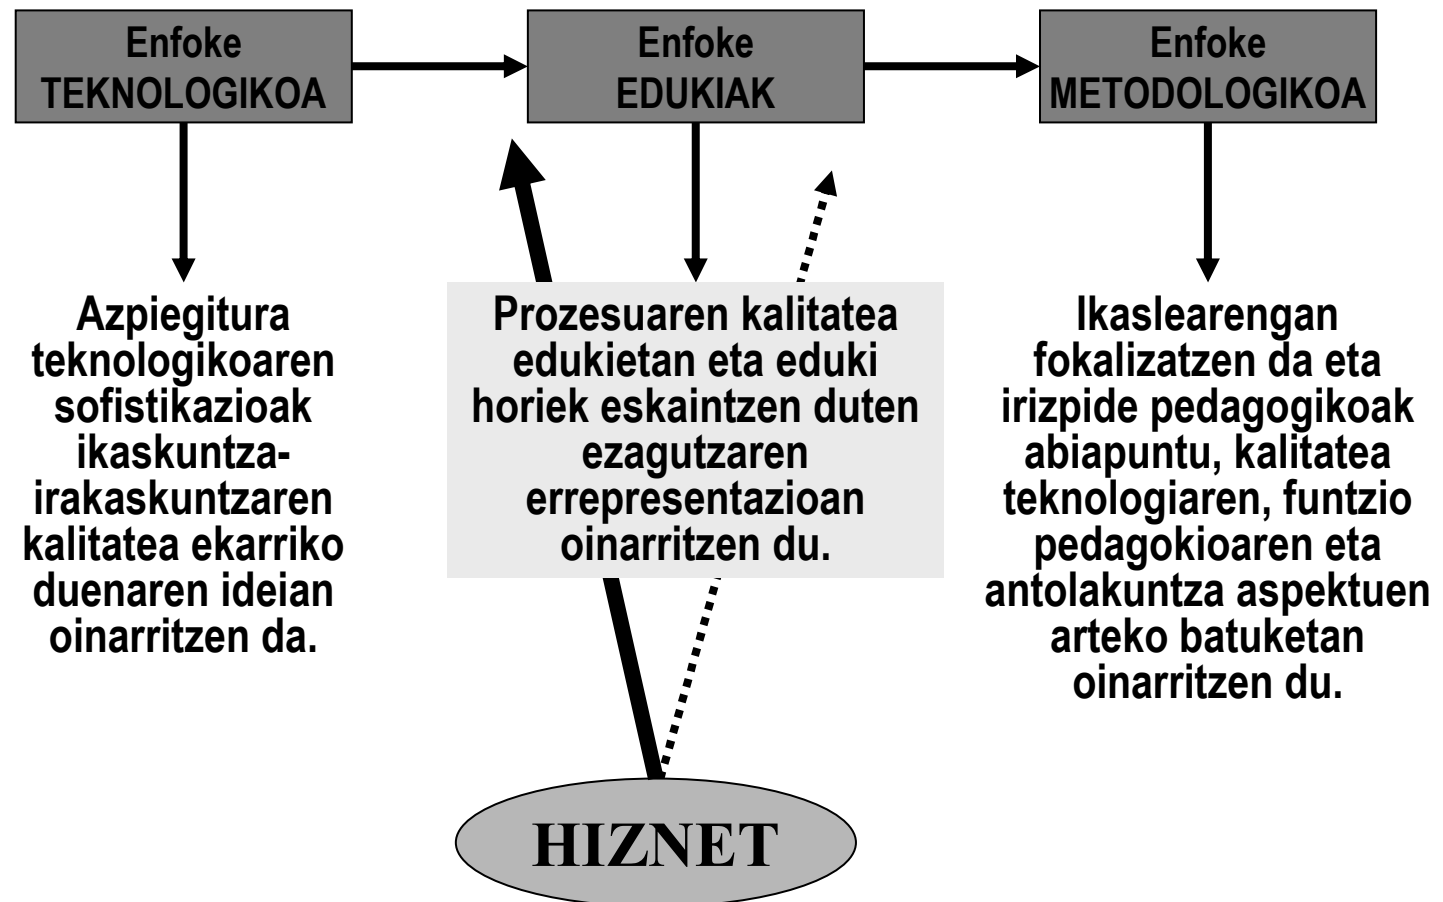 Enfoke
TEKNOLOGIKOA
Enfoke
EDUKIAK
Enfoke
METODOLOGIKOA
Azpiegitura
teknologikoaren
sofistikazioak
ikaskuntza-
irakaskuntzaren
kalitatea ekarriko
duenaren ideian
oinarritzen da.
Prozesuaren kalitatea
edukietan eta eduki
horiek eskaintzen duten
ezagutzaren
errepresentazioan
oinarritzen du.
Ikaslearengan
fokalizatzen da eta
irizpide pedagogikoak
abiapuntu, kalitatea
teknologiaren, funtzio
pedagokioaren eta
antolakuntza aspektuen
arteko batuketan
oinarritzen du.
HIZNET